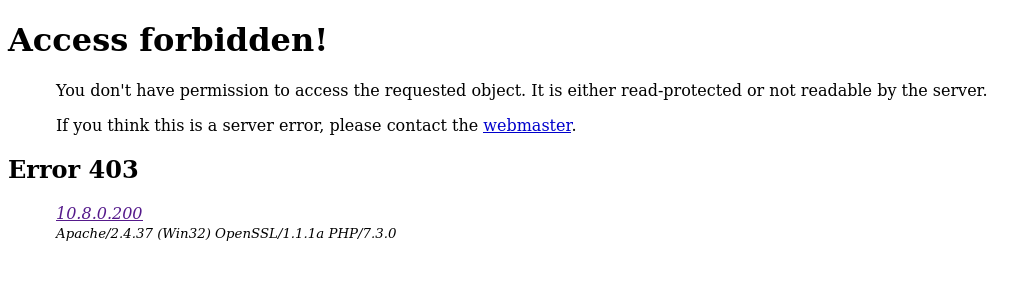 Access forbidden!
You don't have permission to access the requested object. It is either read-protected or not readable by the server.
If you think this is a server error, please contact the webmaster.
Error 403
10.8.0.200
Apache/2.4.37 (Win32) OpenSSL/1.1.1a PHP/7.3.0